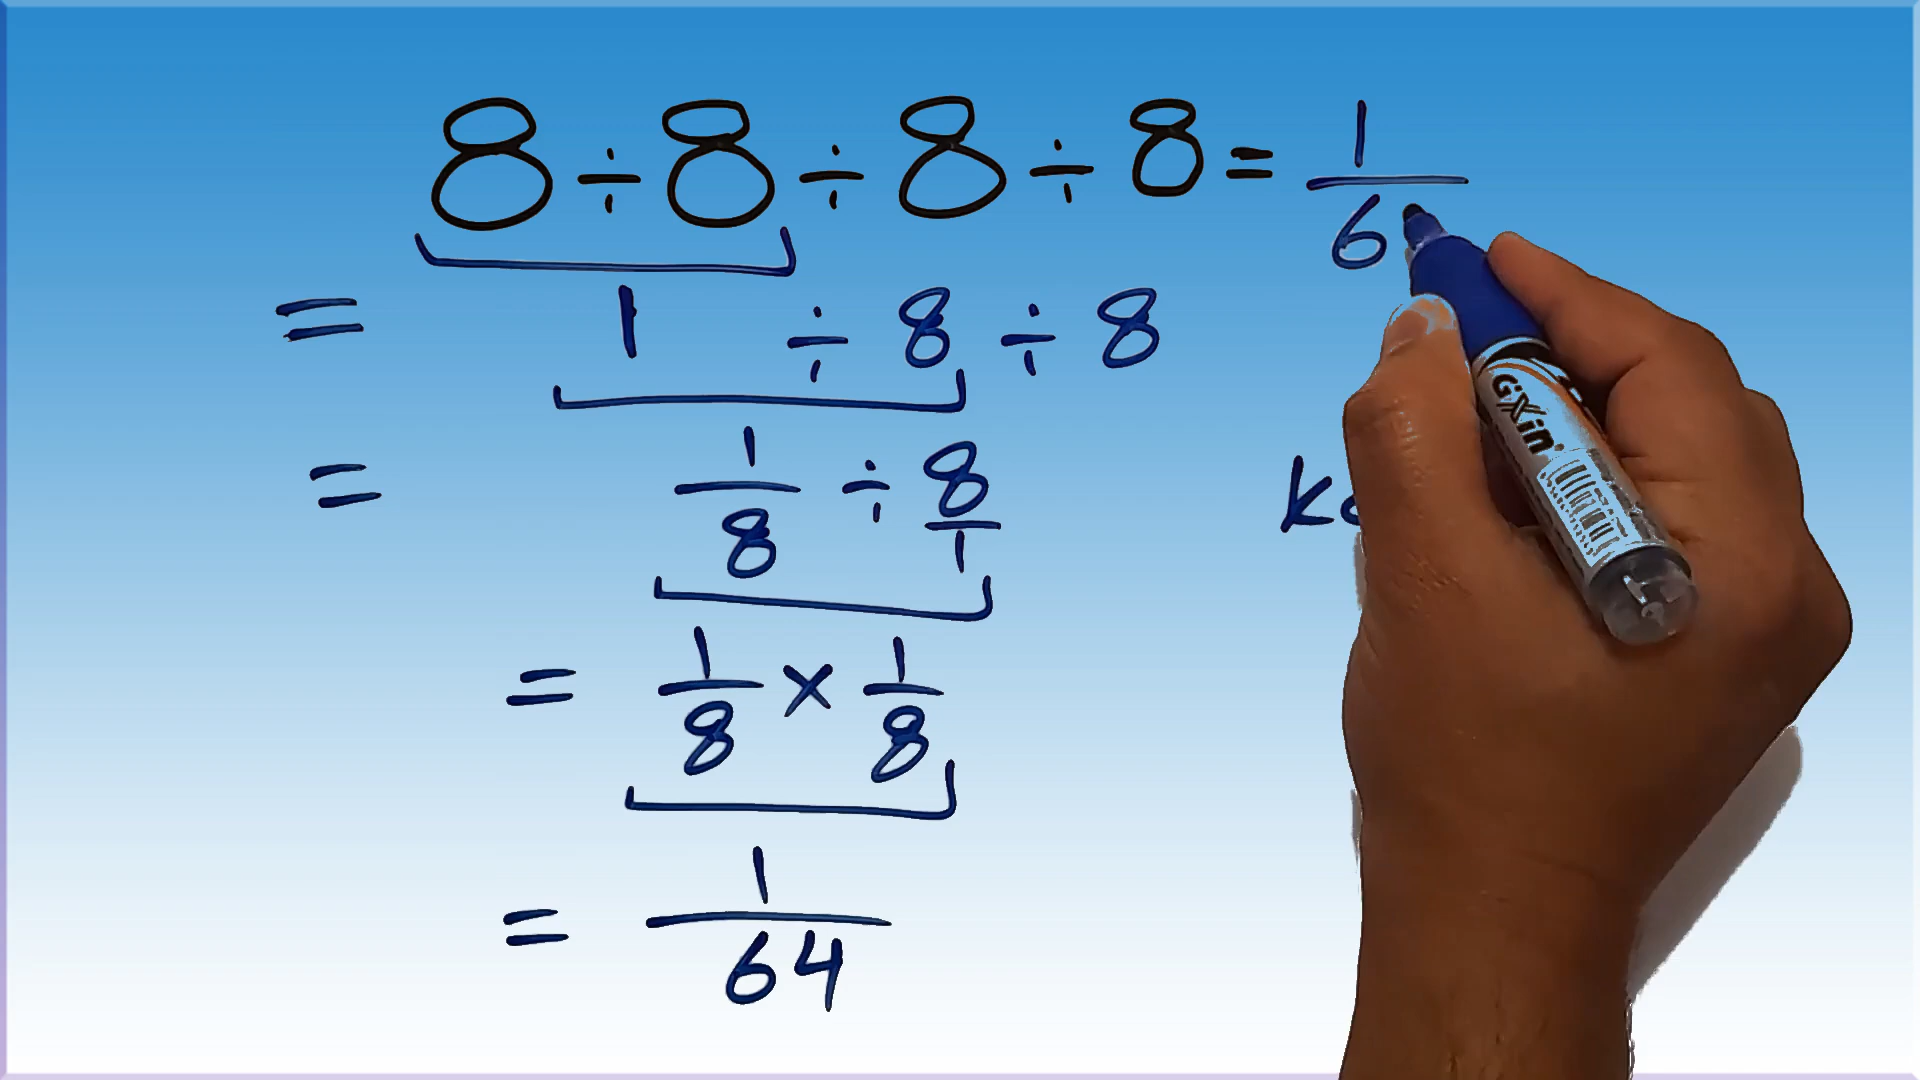 8 ÷ 8 ÷ 8 ÷ 8 = 1/6
= 1 ÷ 8 ÷ 8
= 1/8 ÷ 8/1
= 1/8 × 1/8
= 1/64
GXin